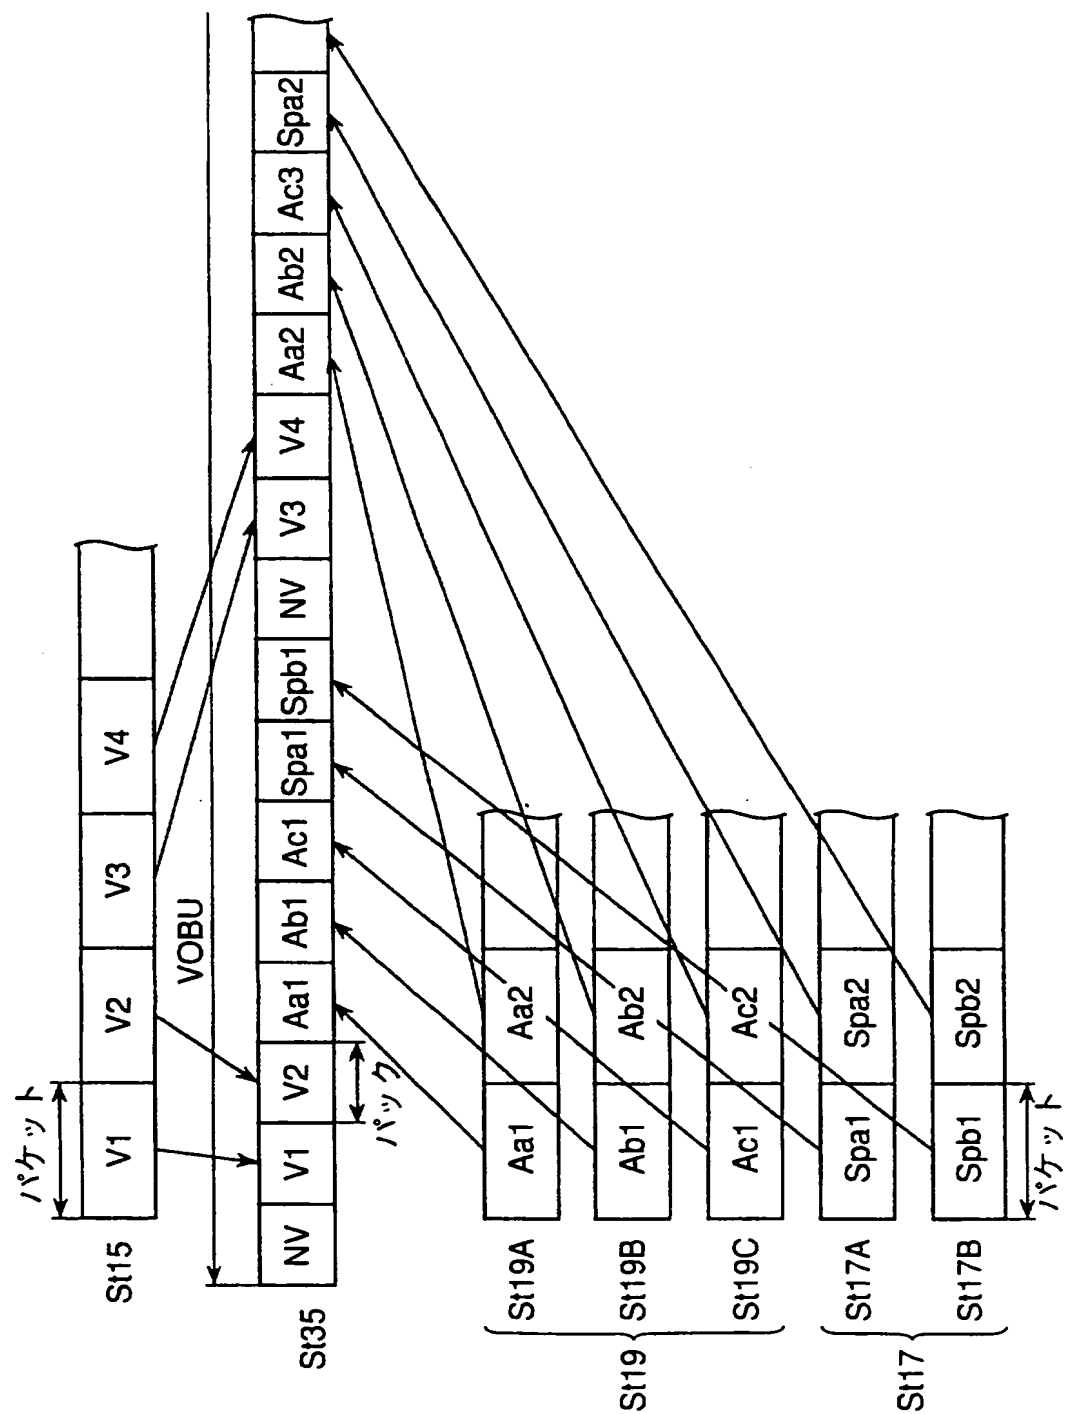 パケット
St15 V1 V2 V3 V4
VOBU
St35 NV V1 V2 Aa1 Ab1 Ac1 Spa1 Spb1 NV V3 V4 Aa2 Ab2 Ac3 Spa2
パック
St19
St19A Aa1 Aa2
St19B Ab1 Ab2
St19C Ac1 Ac2
St17
St17A Spa1 Spa2
St17B Spb1 Spb2
パケット